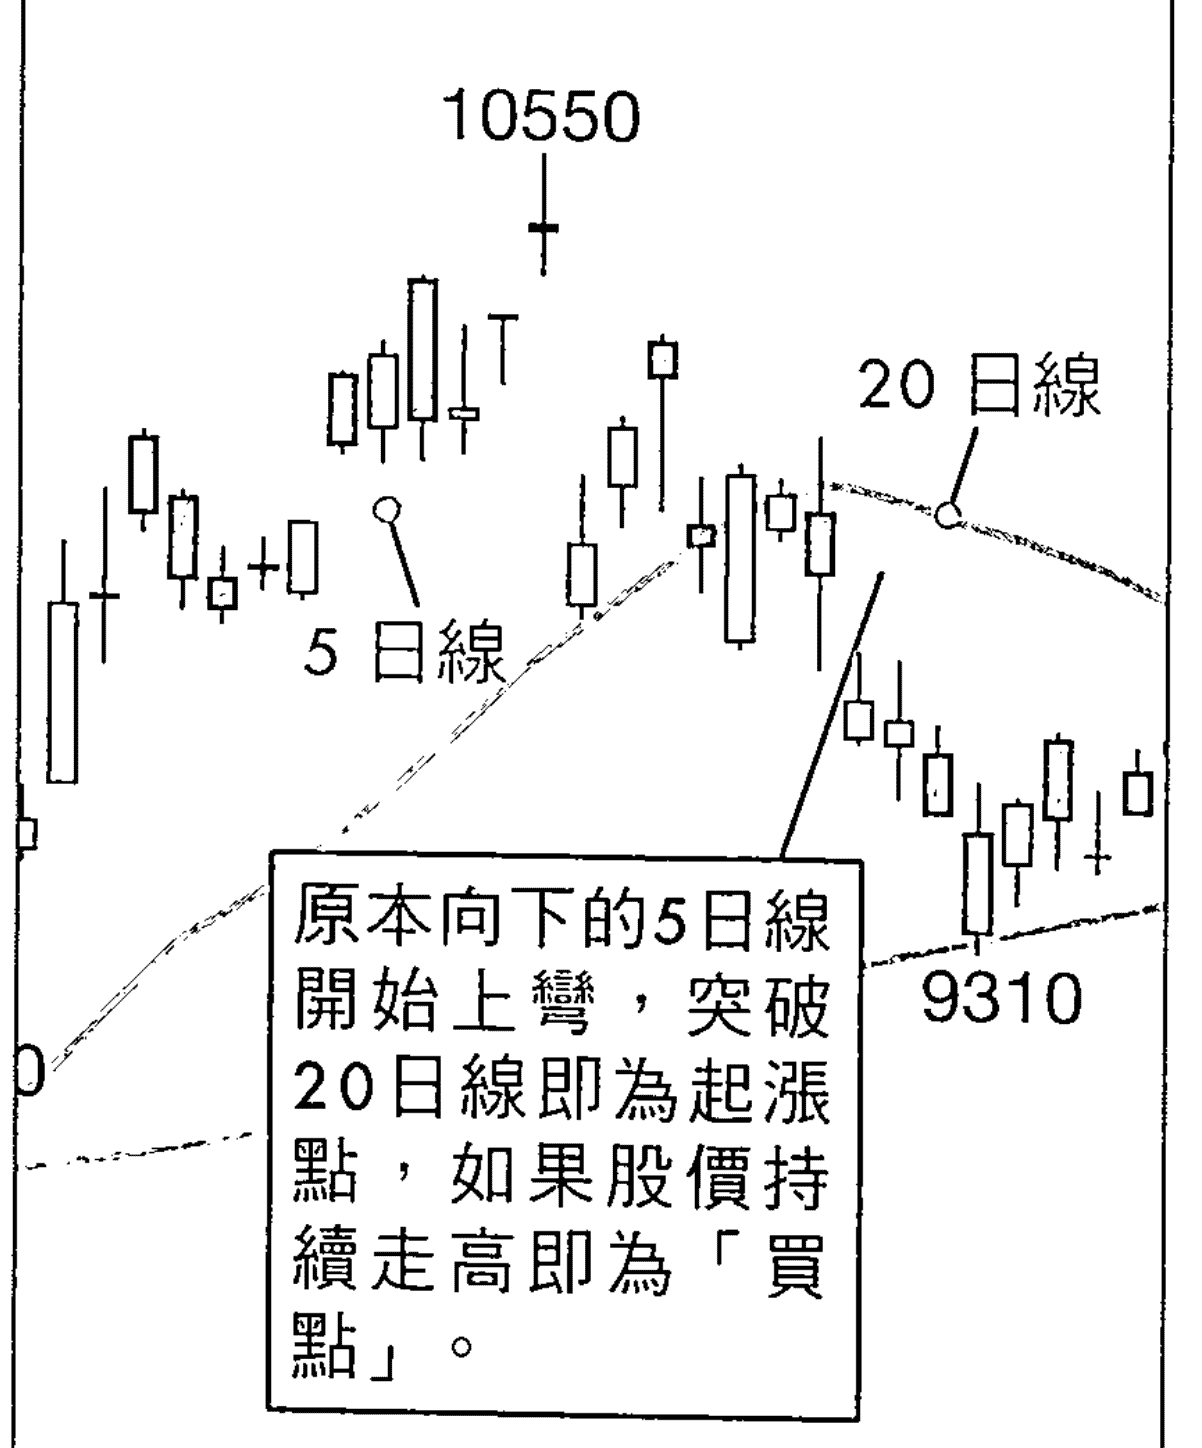 10550
20 日線
5 日線
原本向下的5日線
開始上彎，突破
20日線即為起漲
點，如果股價持
續走高即為「買
點」。
9310
0